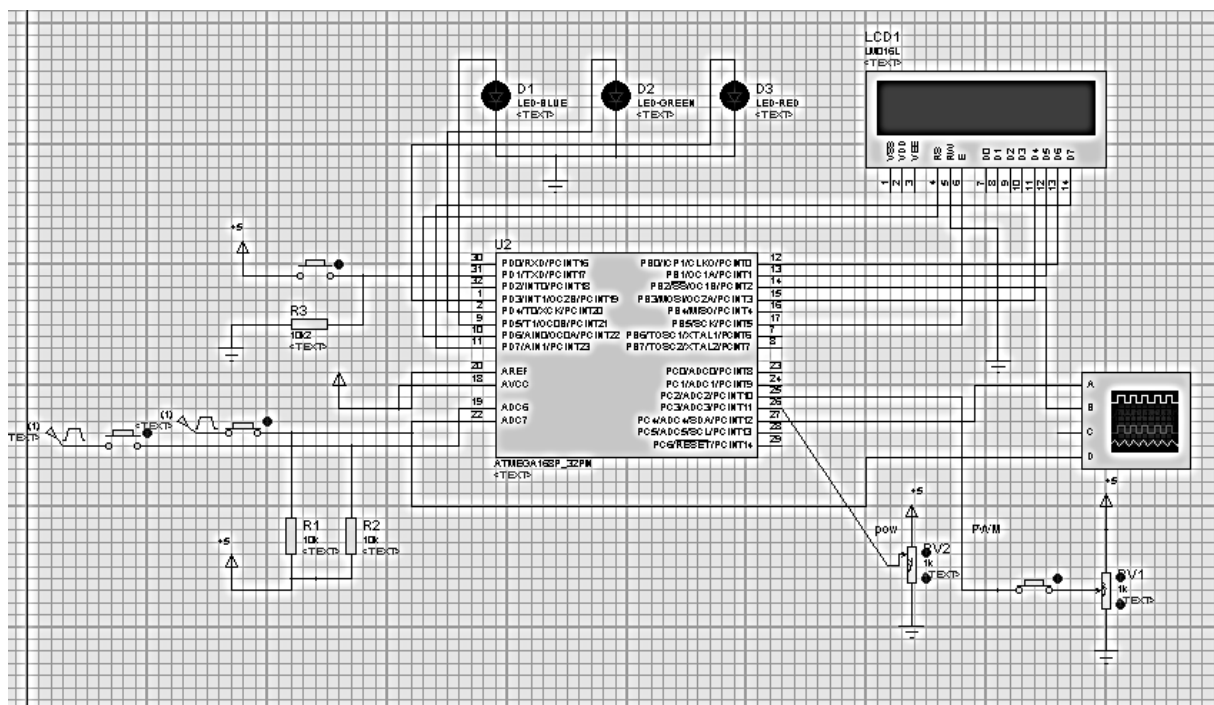 LCD1
LM016L
<TEXT>
D1
LED-BLUE
<TEXT>
D2
LED-GREEN
<TEXT>
D3
LED-RED
<TEXT>
VSS
VDD
VEE
RS
RW
E
D0
D1
D2
D3
D4
D5
D6
D7
1
2
3
4
5
6
7
8
9
10
11
12
13
14
+5
U2
30
PD0/RXD/PCINT16
31
PD1/TXD/PCINT17
32
PD2/INT0/PCINT18
1
PD3/INT1/OC2B/PCINT19
2
PD4/T0/XCK/PCINT20
9
PD5/T1/OC0B/PCINT21
10
PD6/AIN0/OC0A/PCINT22
11
PD7/AIN1/PCINT23
20
AREF
18
AVCC
19
ADC6
22
ADC7
PB0/ICP1/CLKO/PCINT0
12
PB1/OC1A/PCINT1
13
PB2/SS/OC1B/PCINT2
14
PB3/MOSI/OC2A/PCINT3
15
PB4/MISO/PCINT4
16
PB5/SCK/PCINT5
17
PB6/TOSC1/XTAL1/PCINT6
7
PB7/TOSC2/XTAL2/PCINT7
8
PC0/ADC0/PCINT8
23
PC1/ADC1/PCINT9
24
PC2/ADC2/PCINT10
25
PC3/ADC3/PCINT11
26
PC4/ADC4/SDA/PCINT12
27
PC5/ADC5/SCL/PCINT13
28
PC6/RESET/PCINT14
29
ATMEGA168P_32PIN
<TEXT>
R3
10k2
<TEXT>
(1)
<TEXT>
(1)
TEXT>
R1
10k
<TEXT>
R2
10k
<TEXT>
+5
A
B
C
D
+5
pow
PWM
RV2
1k
<TEXT>
+5
RV1
1k
<TEXT>